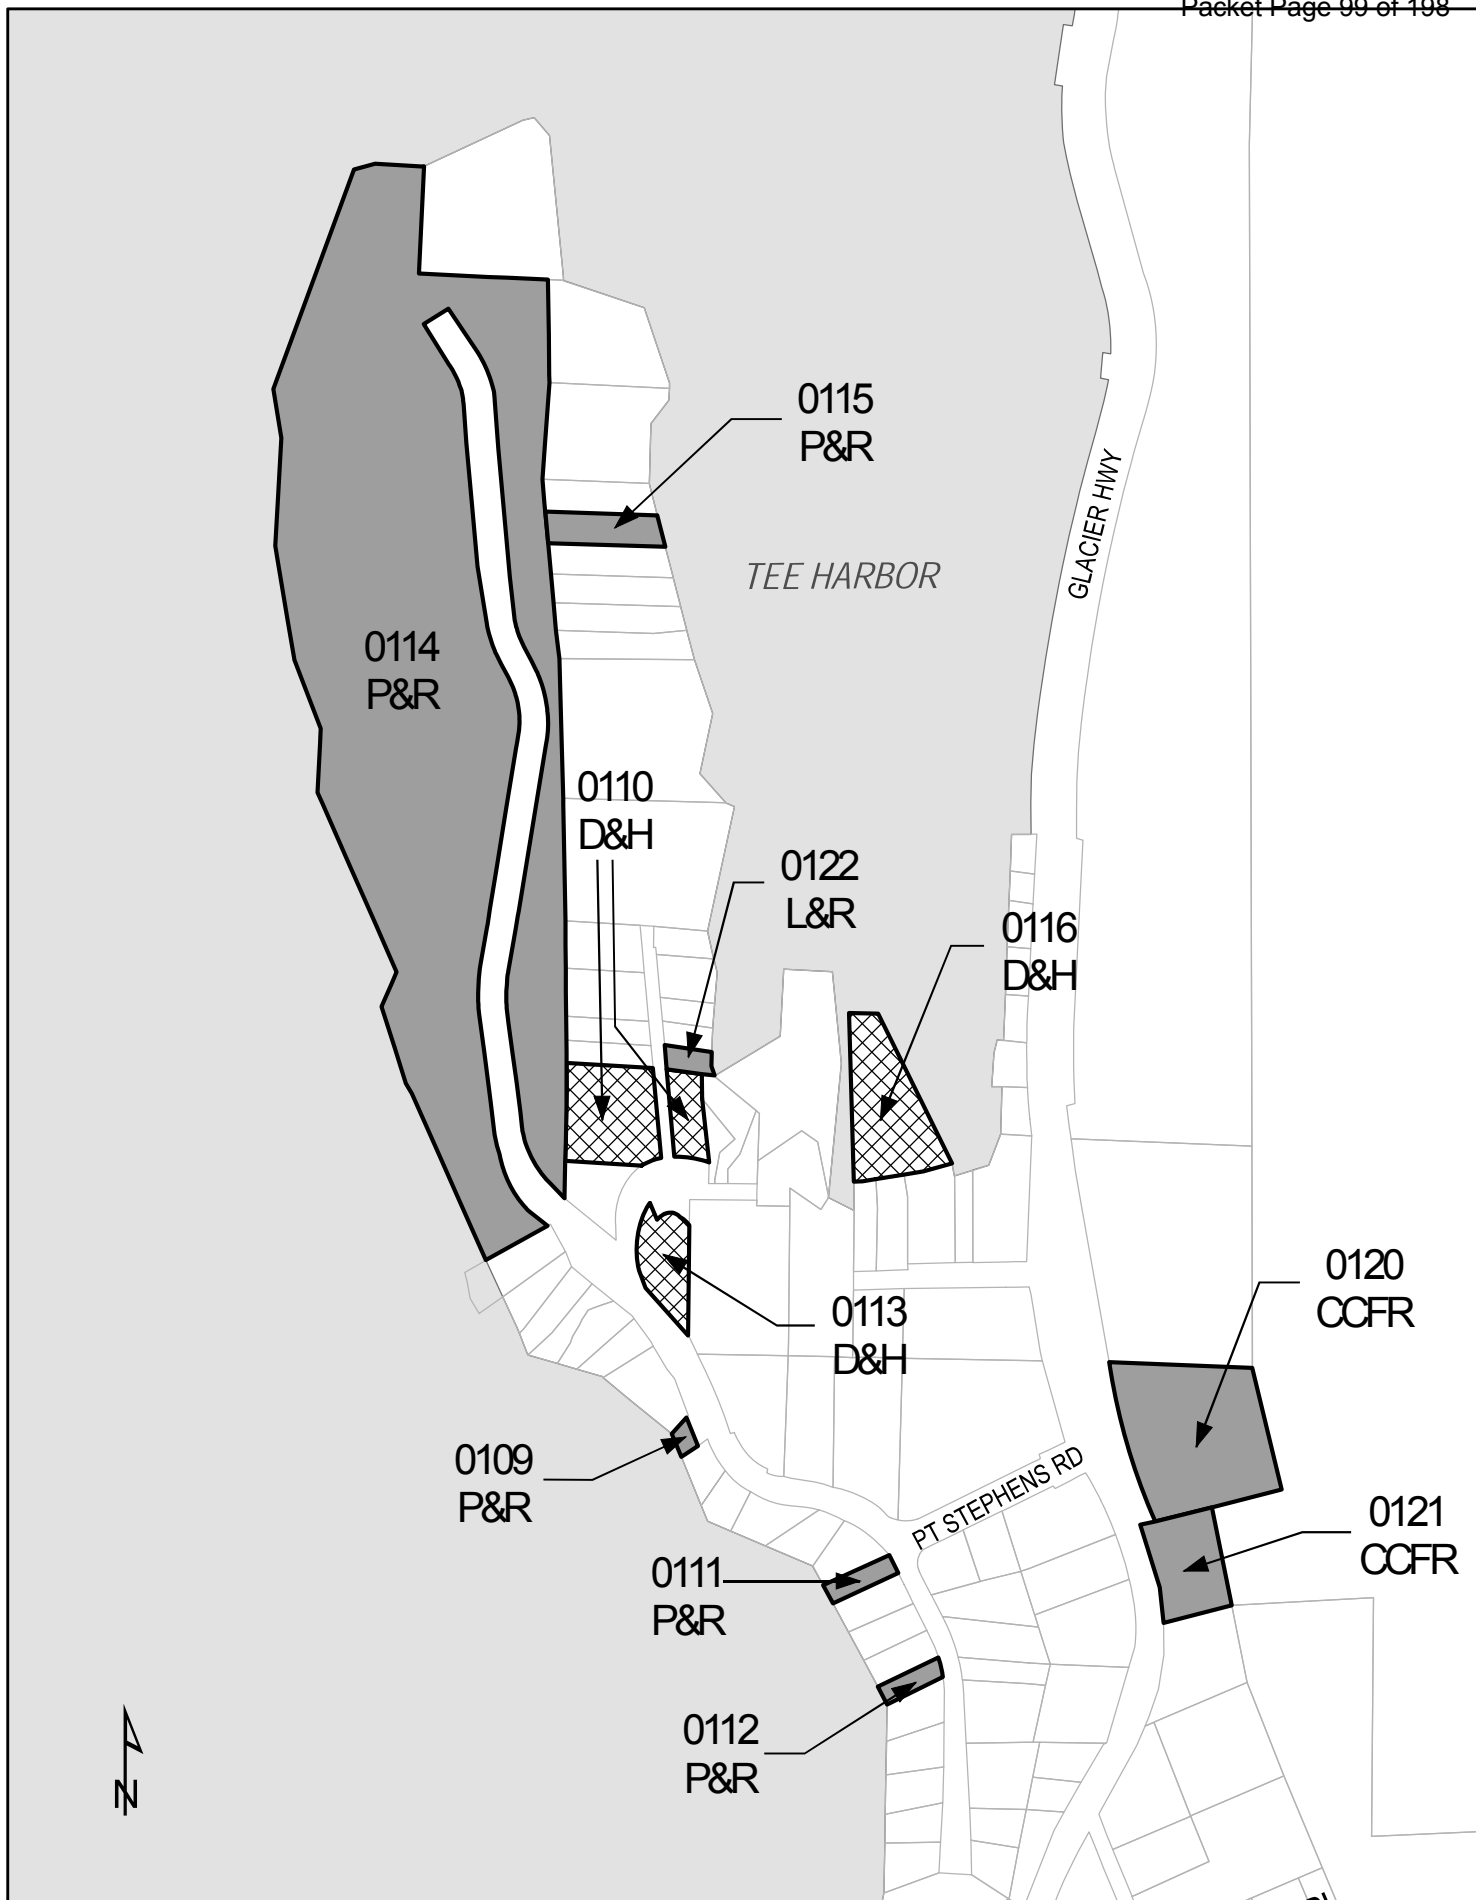 Packet Page 99 of 198
0115
P&R
GLACIER HWY
TEE HARBOR
0114
P&R
0110
D&H
0122
L&R
0116
D&H
0120
CCFR
0113
D&H
0109
P&R
PT STEPHENS RD
0121
CCFR
0111
P&R
0112
P&R
N